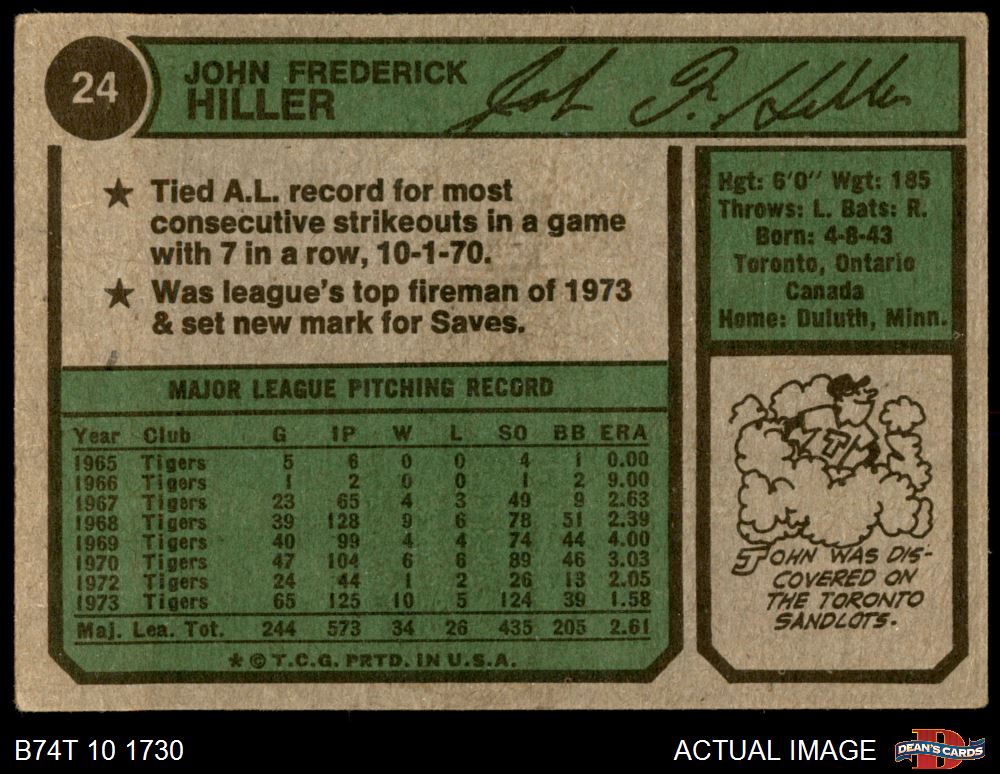 24
JOHN FREDERICK
HILLER
John F. Hiller
★ Tied A.L. record for most
consecutive strikeouts in a game
with 7 in a row, 10-1-70.
★ Was league's top fireman of 1973
& set new mark for Saves.
Hgt: 6'0" Wgt: 185
Throws: L. Bats: R.
Born: 4-8-43
Toronto, Ontario
Canada
Home: Duluth, Minn.
MAJOR LEAGUE PITCHING RECORD
Year Club G IP W L SO BB ERA
1965 Tigers 5 6 0 0 4 1 0.00
1966 Tigers 1 2 0 0 1 2 9.00
1967 Tigers 23 65 4 3 49 9 2.63
1968 Tigers 39 128 9 6 78 51 2.39
1969 Tigers 40 99 4 4 74 44 4.00
1970 Tigers 47 104 6 6 89 46 3.03
1972 Tigers 24 44 1 2 26 13 2.05
1973 Tigers 65 125 10 5 124 39 1.58
Maj. Lea. Tot. 244 573 34 26 435 205 2.61
★ © T.C.G. PRTD. IN U.S.A.
T
JOHN WAS DIS-
COVERED ON
THE TORONTO
SANDLOTS.
B74T 10 1730
ACTUAL IMAGE
D
DEAN'S CARDS